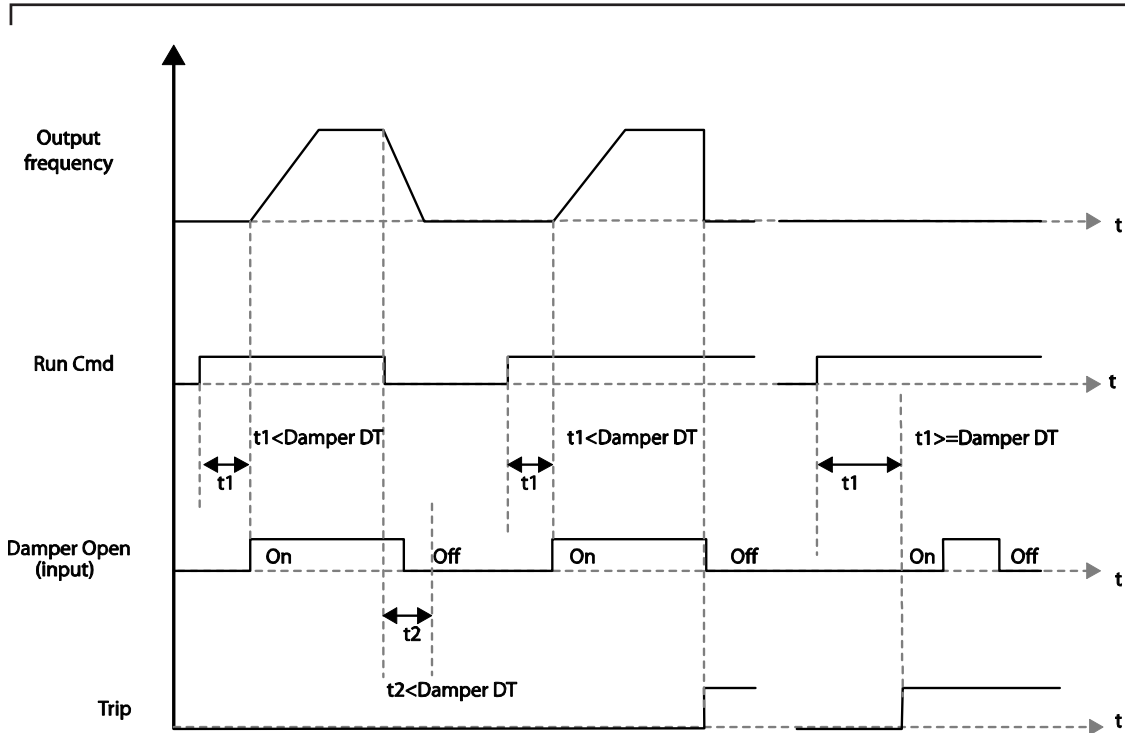 Output
frequency
t
Run Cmd
t
t1<Damper DT
t1<Damper DT
t1>=Damper DT
t1
t1
t1
Damper Open
(input)
On
Off
On
Off
On
Off
t
t2
t2<Damper DT
Trip
t